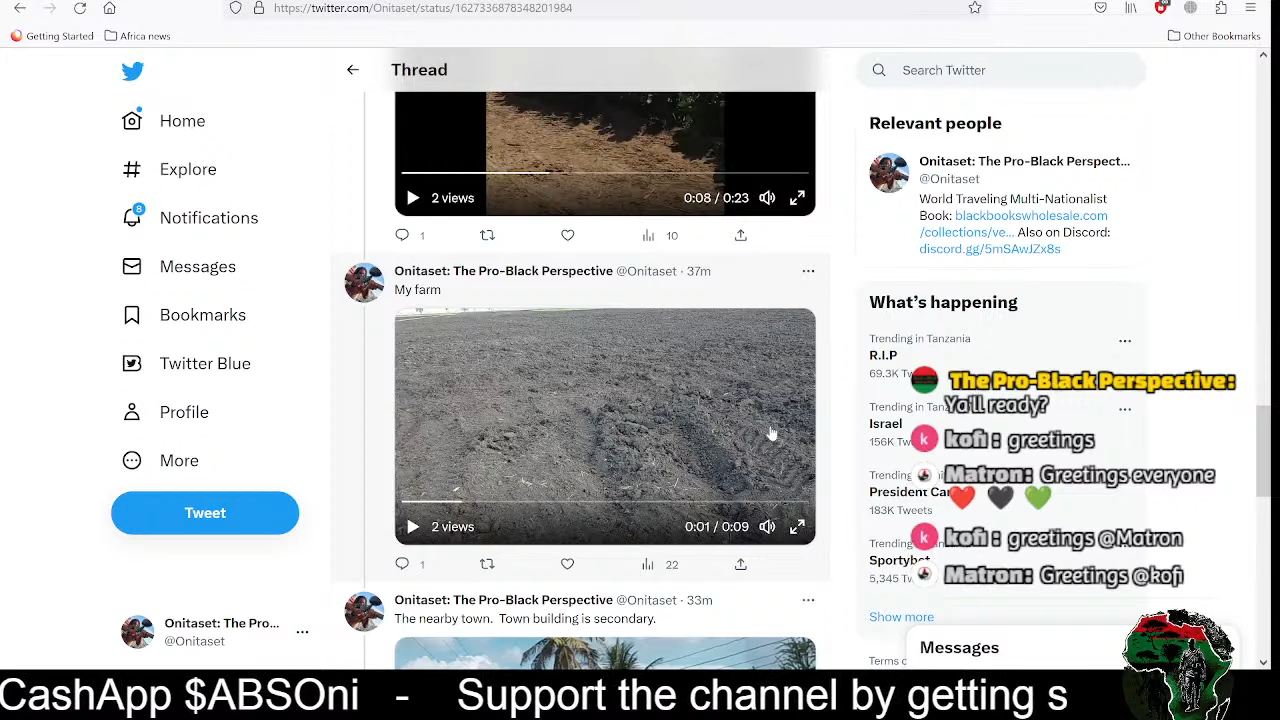 https://twitter.com/Onitaset/status/1627336878348201984
Getting Started
Africa news
Other Bookmarks
Home
Explore
8
Notifications
Messages
Bookmarks
Twitter Blue
Profile
More
Tweet
Onitaset: The Pro...
@Onitaset
Thread
2 views
0:08 / 0:23
1
10
Onitaset: The Pro-Black Perspective @Onitaset · 37m
My farm
2 views
0:01 / 0:09
1
22
Onitaset: The Pro-Black Perspective @Onitaset · 33m
The nearby town. Town building is secondary.
Search Twitter
Relevant people
Onitaset: The Pro-Black Perspect...
@Onitaset
World Traveling Multi-Nationalist
Book: blackbookswholesale.com
/collections/ve... Also on Discord:
discord.gg/5mSAwJZx8s
What's happening
Trending in Tanzania
R.I.P
69.3K Tw
Trending in Tanza
Israel
156K Twe
Trending in
President Ca
183K Tweets
Trending in
Sportybet
5,345 Tw
Show more
Terms o
The Pro-Black Perspective:
Ya'll ready?
k kofi : greetings
Matron: Greetings everyone
k kofi : greetings @Matron
Matron: Greetings @kofi
Messages
CashApp $ABSOni - Support the channel by getting s